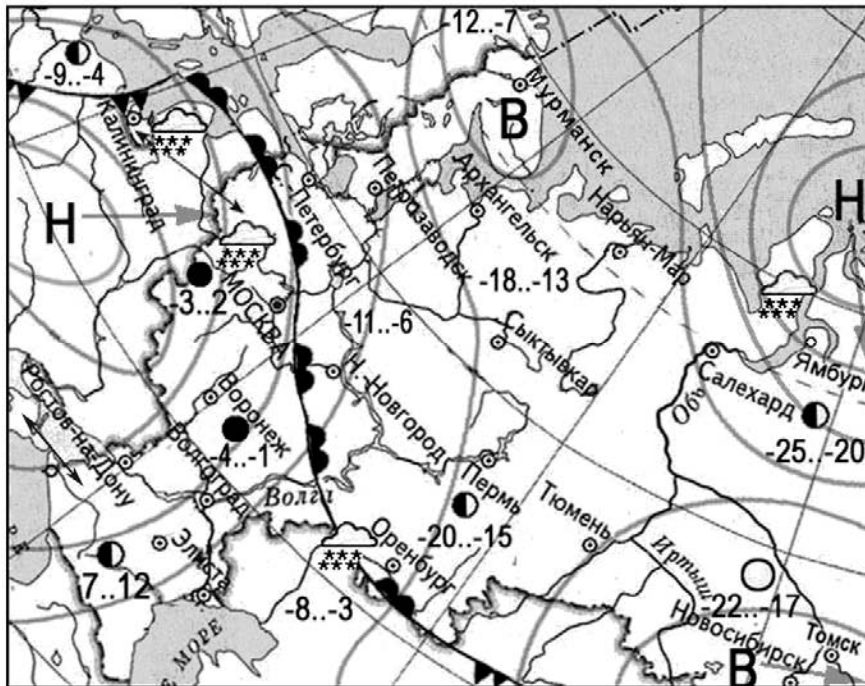 -12..-7
-9..-4
Мурманск
В
Калининград
С. Петербург
Петрозаводск
Архангельск
Нарьян-Мар
Н
Н
-18..-13
-3..2
МОСКВА
-11..-6
Сыктывкар
Салехард
Ямбург
Обь
Ростов-на-Дону
Воронеж
Н. Новгород
-25..-20
-4..-1
Волгоград
Волга
Пермь
Тюмень
-20..-15
Оренбург
Иртыш
Элиста
7..12
-8..-3
-22..-17
Новосибирск
Томск
В
Е МОРЕ